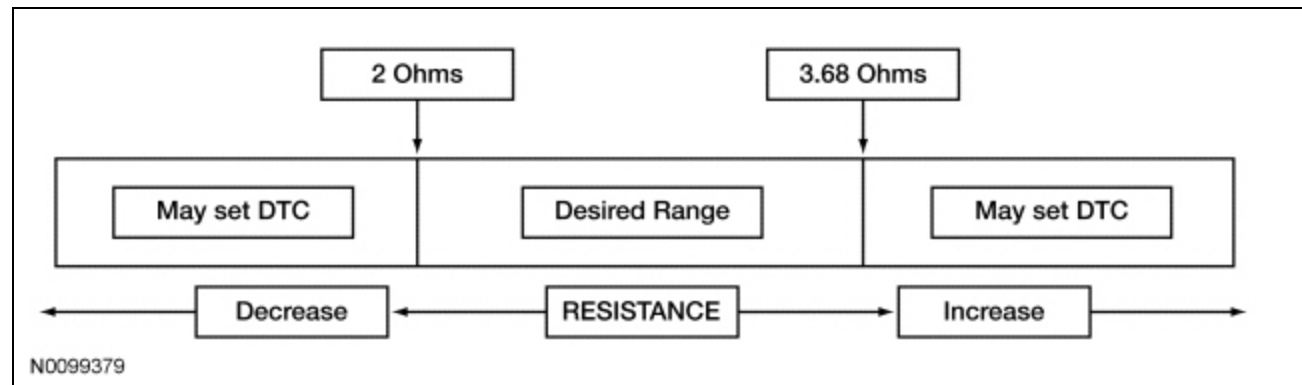 2 Ohms
3.68 Ohms
May set DTC
Desired Range
May set DTC
Decrease
RESISTANCE
Increase
N0099379